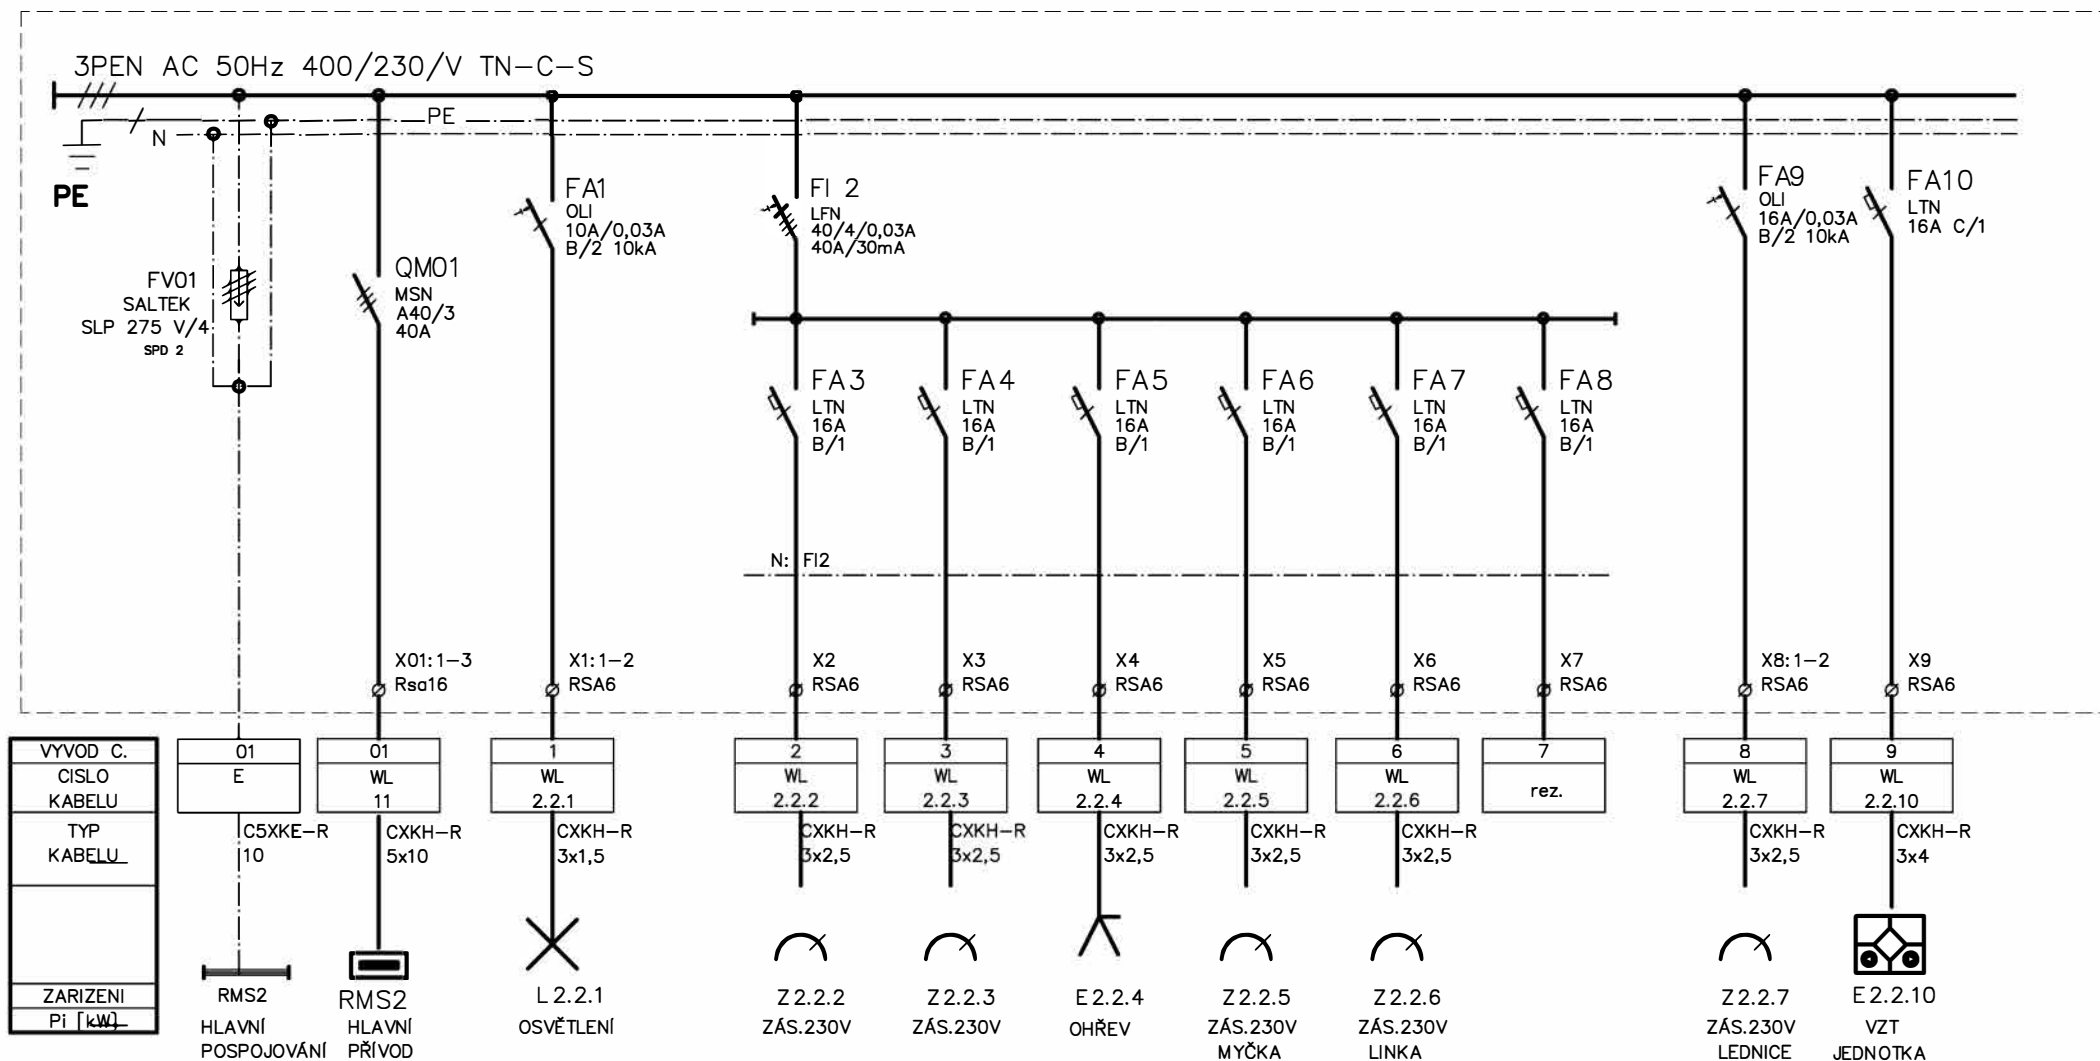 3PEN AC 50Hz 400/230/V TN-C-S
PE
N
PE
FV01
SALTEK
SLP 275 V/4
SPD 2
QM01
MSN
A40/3
40A
FA1
OLI
10A/0,03A
B/2 10kA
FI 2
LFN
40/4/0,03A
40A/30mA
FA9
OLI
16A/0,03A
B/2 10kA
FA10
LTN
16A C/1
FA3
LTN
16A
B/1
FA4
LTN
16A
B/1
FA5
LTN
16A
B/1
FA6
LTN
16A
B/1
FA7
LTN
16A
B/1
FA8
LTN
16A
B/1
N: FI2
X01:1-3
Rsa16
X1:1-2
RSA6
X2
RSA6
X3
RSA6
X4
RSA6
X5
RSA6
X6
RSA6
X7
RSA6
X8:1-2
RSA6
X9
RSA6
VYVOD C.
CISLO
KABELU
TYP
KABELU
ZARIZENI
Pi [kW]
01
E
C5XKE-R
10
RMS2
HLAVNÍ
POSPOJOVÁNÍ
01
WL
11
CXKH-R
5x10
RMS2
HLAVNÍ
PŘÍVOD
1
WL
2.2.1
CXKH-R
3x1,5
L2.2.1
OSVĚTLENÍ
2
WL
2.2.2
CXKH-R
3x2,5
Z2.2.2
ZÁS.230V
3
WL
2.2.3
CXKH-R
3x2,5
Z2.2.3
ZÁS.230V
4
WL
2.2.4
CXKH-R
3x2,5
E2.2.4
OHŘEV
5
WL
2.2.5
CXKH-R
3x2,5
Z2.2.5
ZÁS.230V
MYČKA
6
WL
2.2.6
CXKH-R
3x2,5
Z2.2.6
ZÁS.230V
LINKA
7
rez.
8
WL
2.2.7
CXKH-R
3x2,5
Z2.2.7
ZÁS.230V
LEDNICE
9
WL
2.2.10
CXKH-R
3x4
E2.2.10
VZT
JEDNOTKA